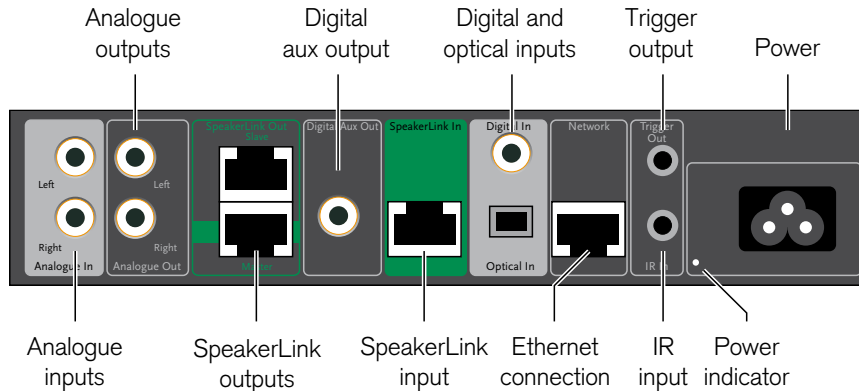 Analogue
outputs
Digital
aux output
Digital and
optical inputs
Trigger
output
Power
SpeakerLink Out
Slave
Digital Aux Out
SpeakerLink In
Digital In
Network
Trigger
Out
Left
Left
Right
Right
Analogue In
Analogue Out
Master
Optical In
IR In
Analogue
inputs
SpeakerLink
outputs
SpeakerLink
input
Ethernet
connection
IR
input
Power
indicator